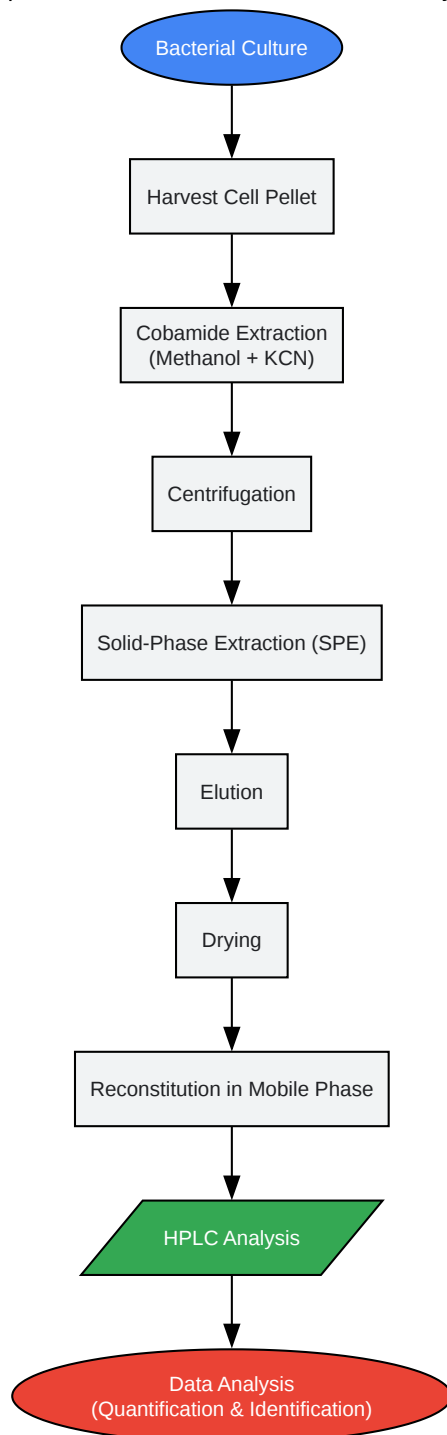 Bacterial Culture
Harvest Cell Pellet
Cobamide Extraction
(Methanol + KCN)
Centrifugation
Solid-Phase Extraction (SPE)
Elution
Drying
Reconstitution in Mobile Phase
HPLC Analysis
Data Analysis
(Quantification & Identification)